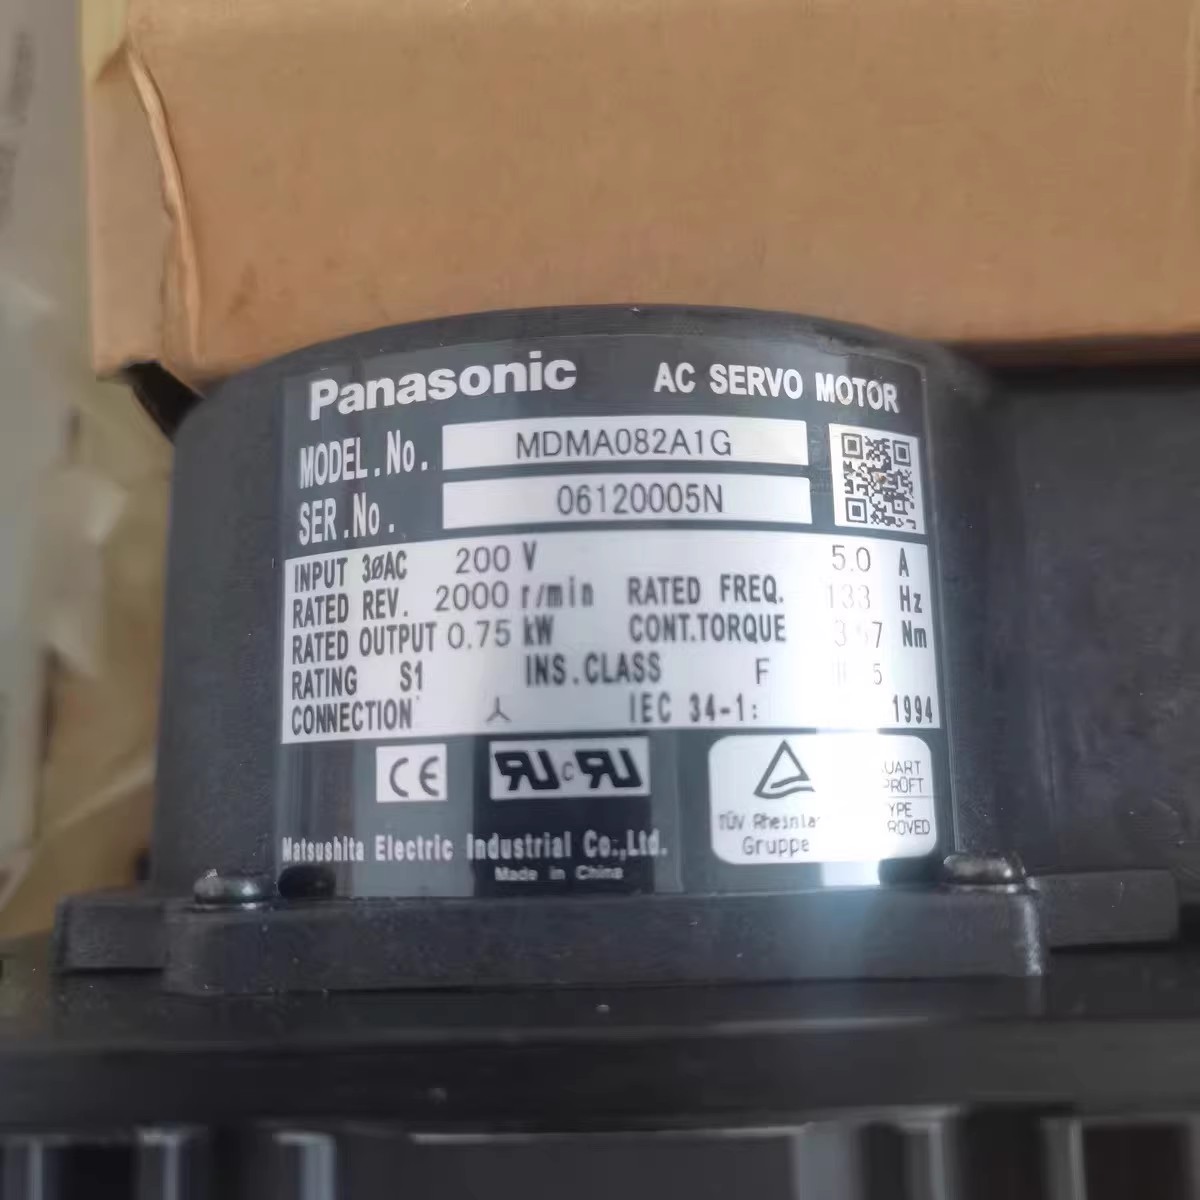 Panasonic AC SERVO MOTOR
MODEL.No. MDMA082A1G
SER.No. 06120005N
INPUT 3øAC 200 V 5.0 A
RATED REV. 2000 r/min RATED FREQ. 133 Hz
RATED OUTPUT 0.75 kW CONT.TORQUE Nm
RATING S1 INS.CLASS F
CONNECTION IEC 34-1: 1994
CE
TÜV
Gruppe
Matsushita Electric Industrial Co.,Ltd.
Made in China